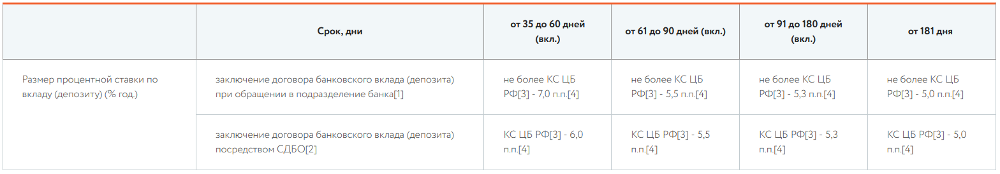 Срок, дни
от 35 до 60 дней
(вкл.)
от 61 до 90 дней (вкл.)
от 91 до 180 дней
(вкл.)
от 181 дня
Размер процентной ставки по
вкладу (депозиту) (% год.)
заключение договора банковского вклада (депозита)
при обращении в подразделение банка[1]
не более КС ЦБ
РФ[3] - 7,0 п.п.[4]
не более КС ЦБ
РФ[3] - 5,5 п.п.[4]
не более КС ЦБ
РФ[3] - 5,3 п.п.[4]
не более КС ЦБ
РФ[3] - 5,0 п.п.[4]
заключение договора банковского вклада (депозита)
посредством СДБО[2]
КС ЦБ РФ[3] - 6,0
п.п.[4]
КС ЦБ РФ[3] - 5,5
п.п.[4]
КС ЦБ РФ[3] - 5,3
п.п.[4]
КС ЦБ РФ[3] - 5,0
п.п.[4]